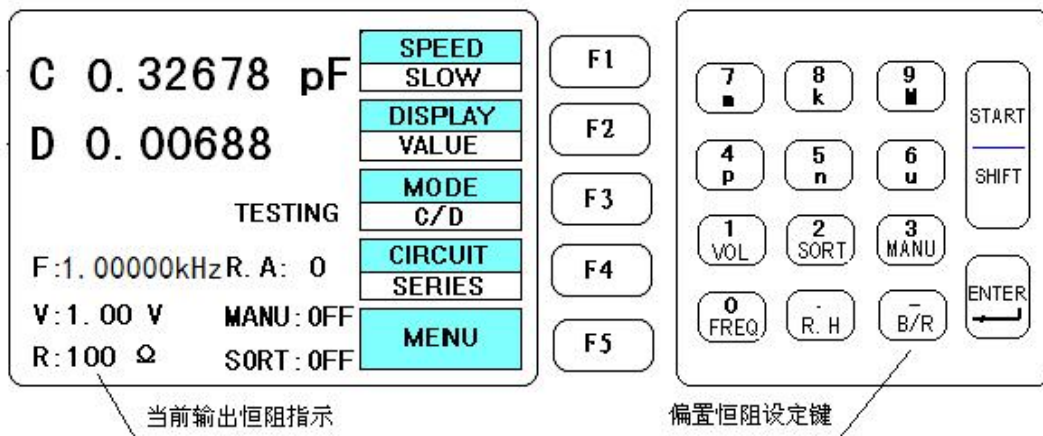 C 0.32678 pF
D 0.00688
TESTING
F:1.00000kHz R.A: 0
V:1.00 V MANU:OFF
R:100 Ω SORT:OFF
SPEED
SLOW
DISPLAY
VALUE
MODE
C/D
CIRCUIT
SERIES
MENU
F1
F2
F3
F4
F5
7 8 9
m k M
4 5 6
p n u
1 2 3
VOL SORT MANU
0 . −
FREQ R.H B/R
START
SHIFT
ENTER
当前输出恒阻指示
偏置恒阻设定键